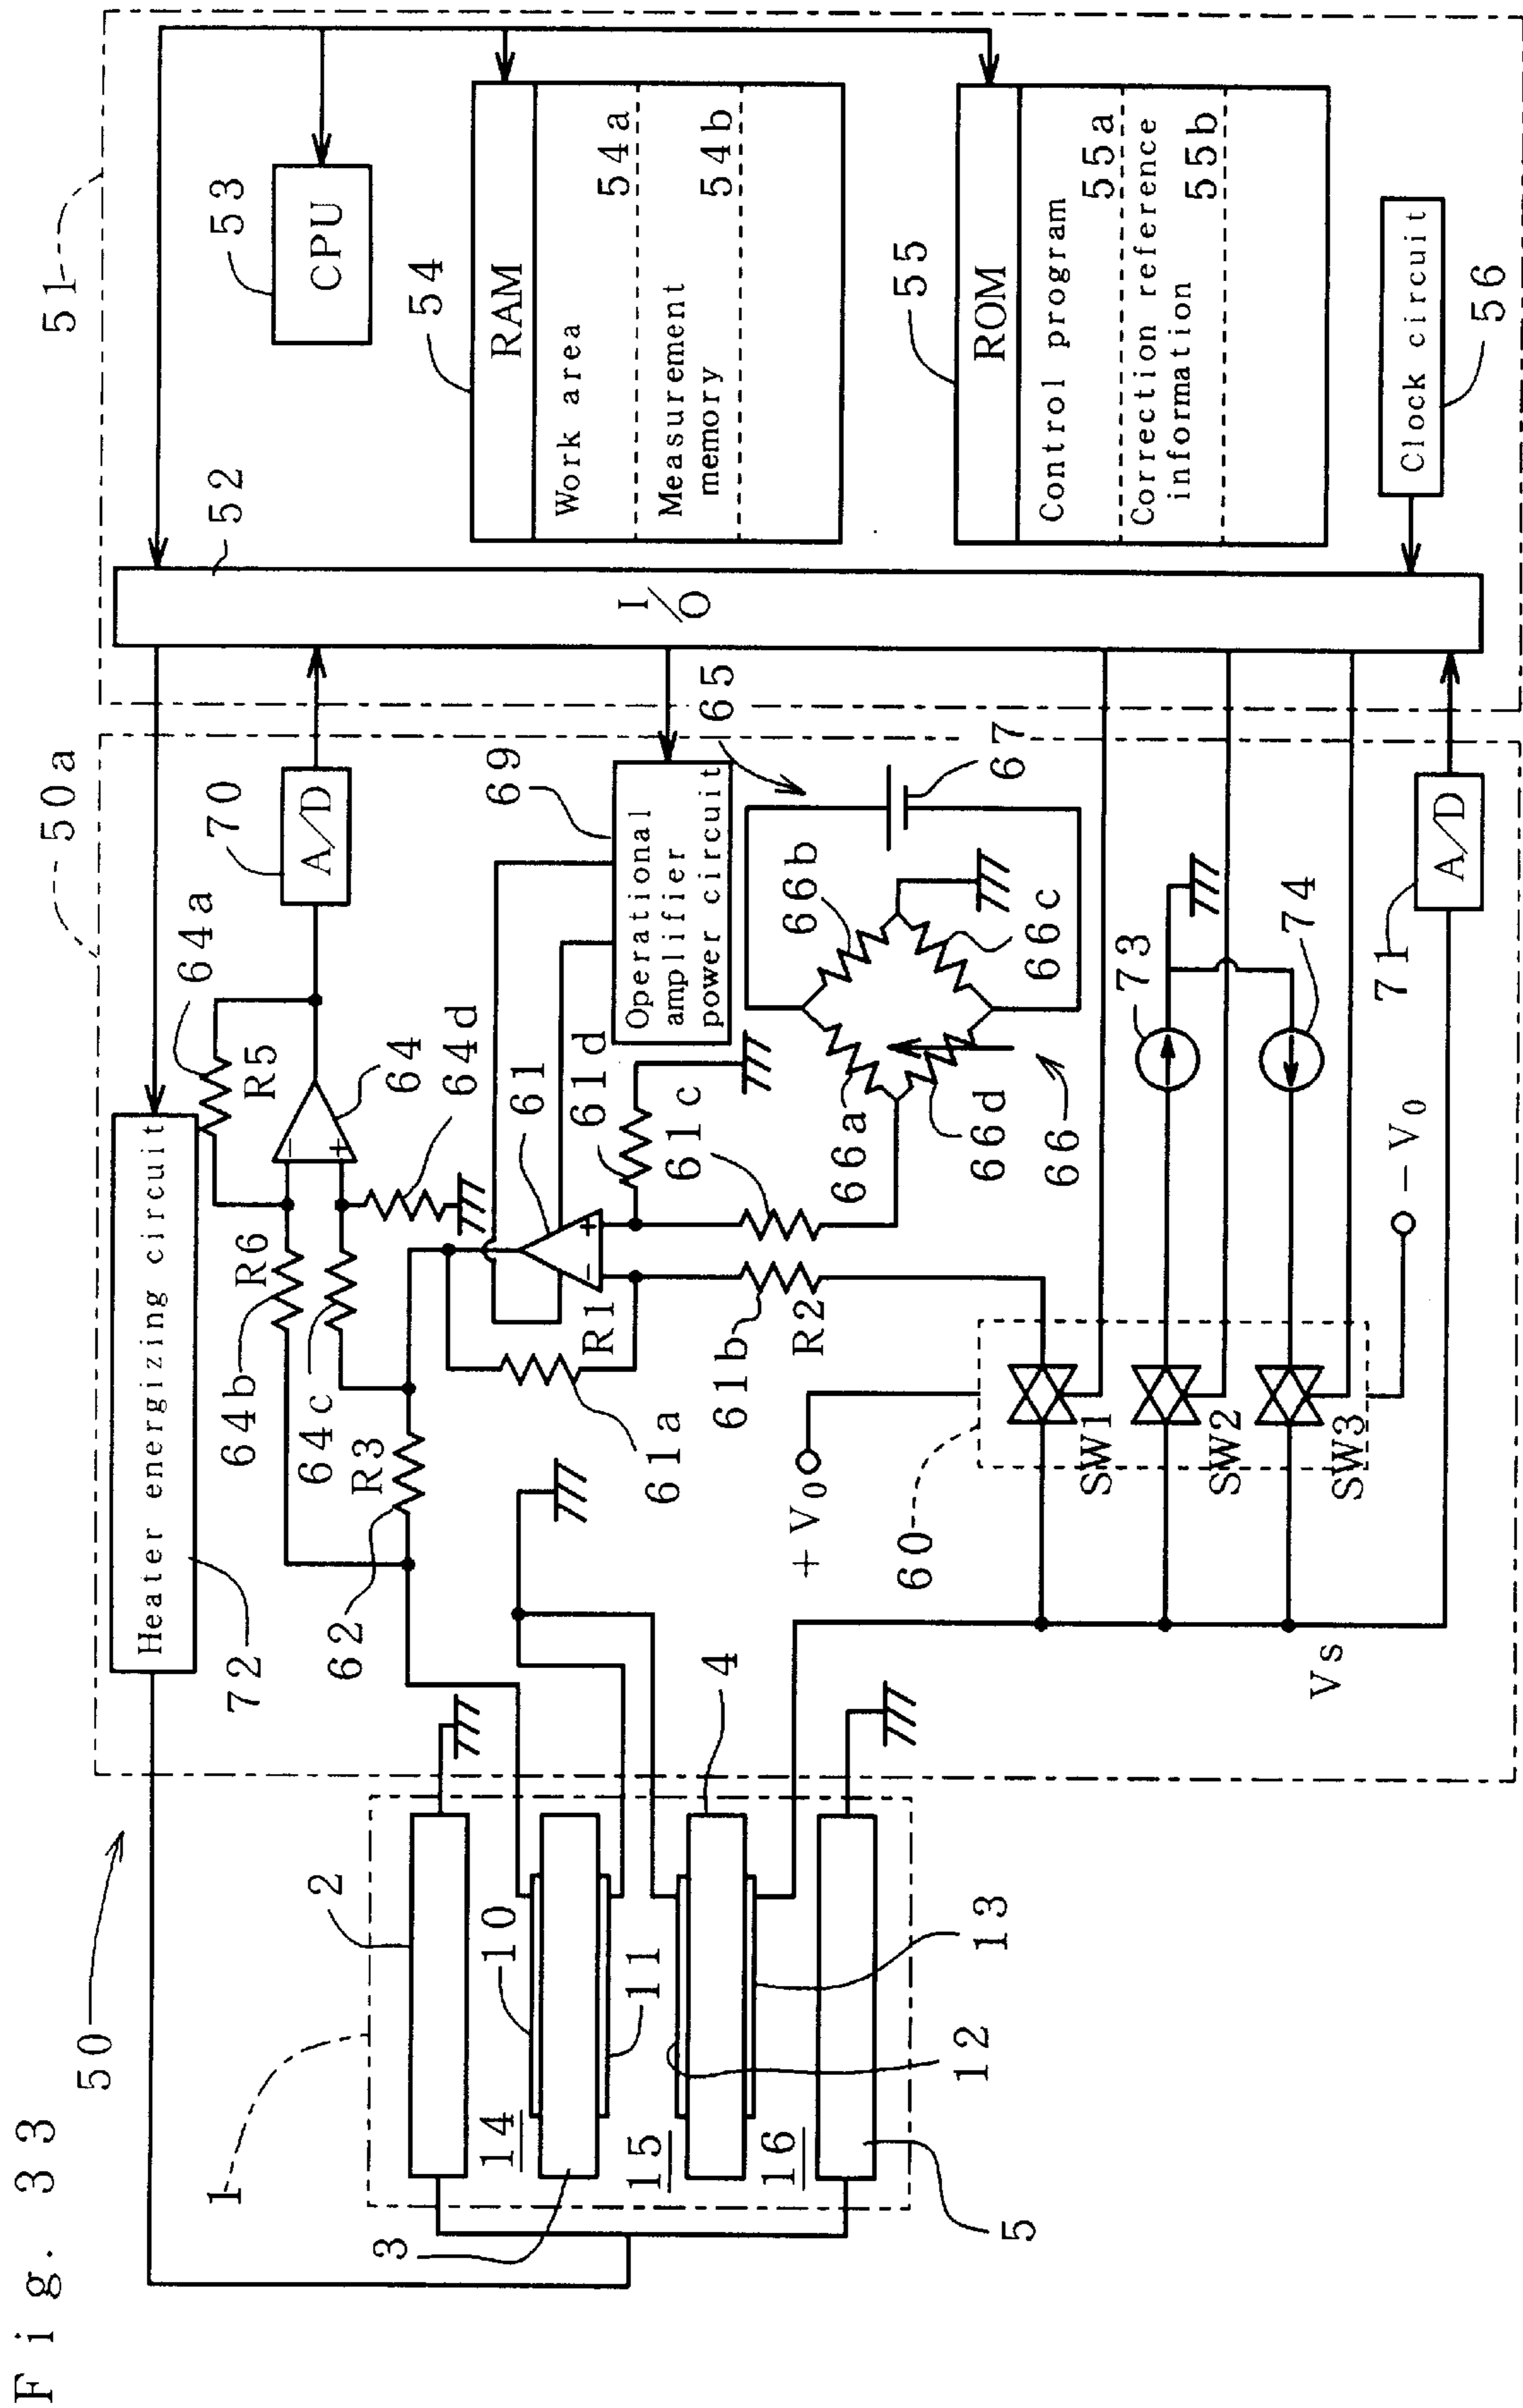 Fig. 33
50
50a
51
1
2
3
4
5
10
11
12
13
14
15
16
Heater energizing circuit
72
62
R3
64b
R6
64c
64a
R5
64
64d
70
A/D
52
I/O
53
CPU
54
RAM
Work area
54a
Measurement
memory
54b
55
ROM
Control program
55a
Correction reference
information
55b
Clock circuit
56
61
61a
R1
61b
R2
61c
61d
69
Operational
amplifier
power circuit
65
66
66a
66b
66c
66d
67
60
+V0
-V0
SW1
SW2
SW3
73
74
71
A/D
Vs